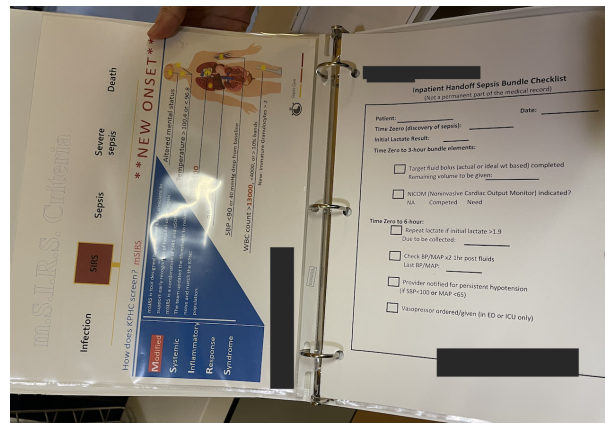 m.S.I.R.S Criteria
Infection
SIRS
Sepsis
Severe
sepsis
Death
How does KPHC screen? mSIRS
**NEW ONSET**
Altered mental status
SBP <90 or 40 mmHg drop from baseline
WBC count >13000, <4000, or > 10% bands
New: Immature Granulocytes >
Modified
Systemic
Inflammatory
Response
Syndrome
Inpatient Handoff Sepsis Bundle Checklist
(Not a permanent part of the medical record)
Patient:
Date:
Time Zoero (discovery of sepsis):
Initial Lactate Result:
Time Zero to 3-hour bundle elements:
Target fluid bolus (actual or ideal wt based) completed
Remaining volume to be given:
NICOM (Noninvasive Cardiac Output Monitor) indicated?
NA Competed Need
Time Zero to 6-hour:
Repeat lactate if initial lactate >1.9
Due to be collected:
Check BP/MAP x2 1hr post fluids
Last BP/MAP:
Provider notified for persistent hypotension
(if SBP<100 or MAP <65)
Vasopressor ordered/given (in ED or ICU only)